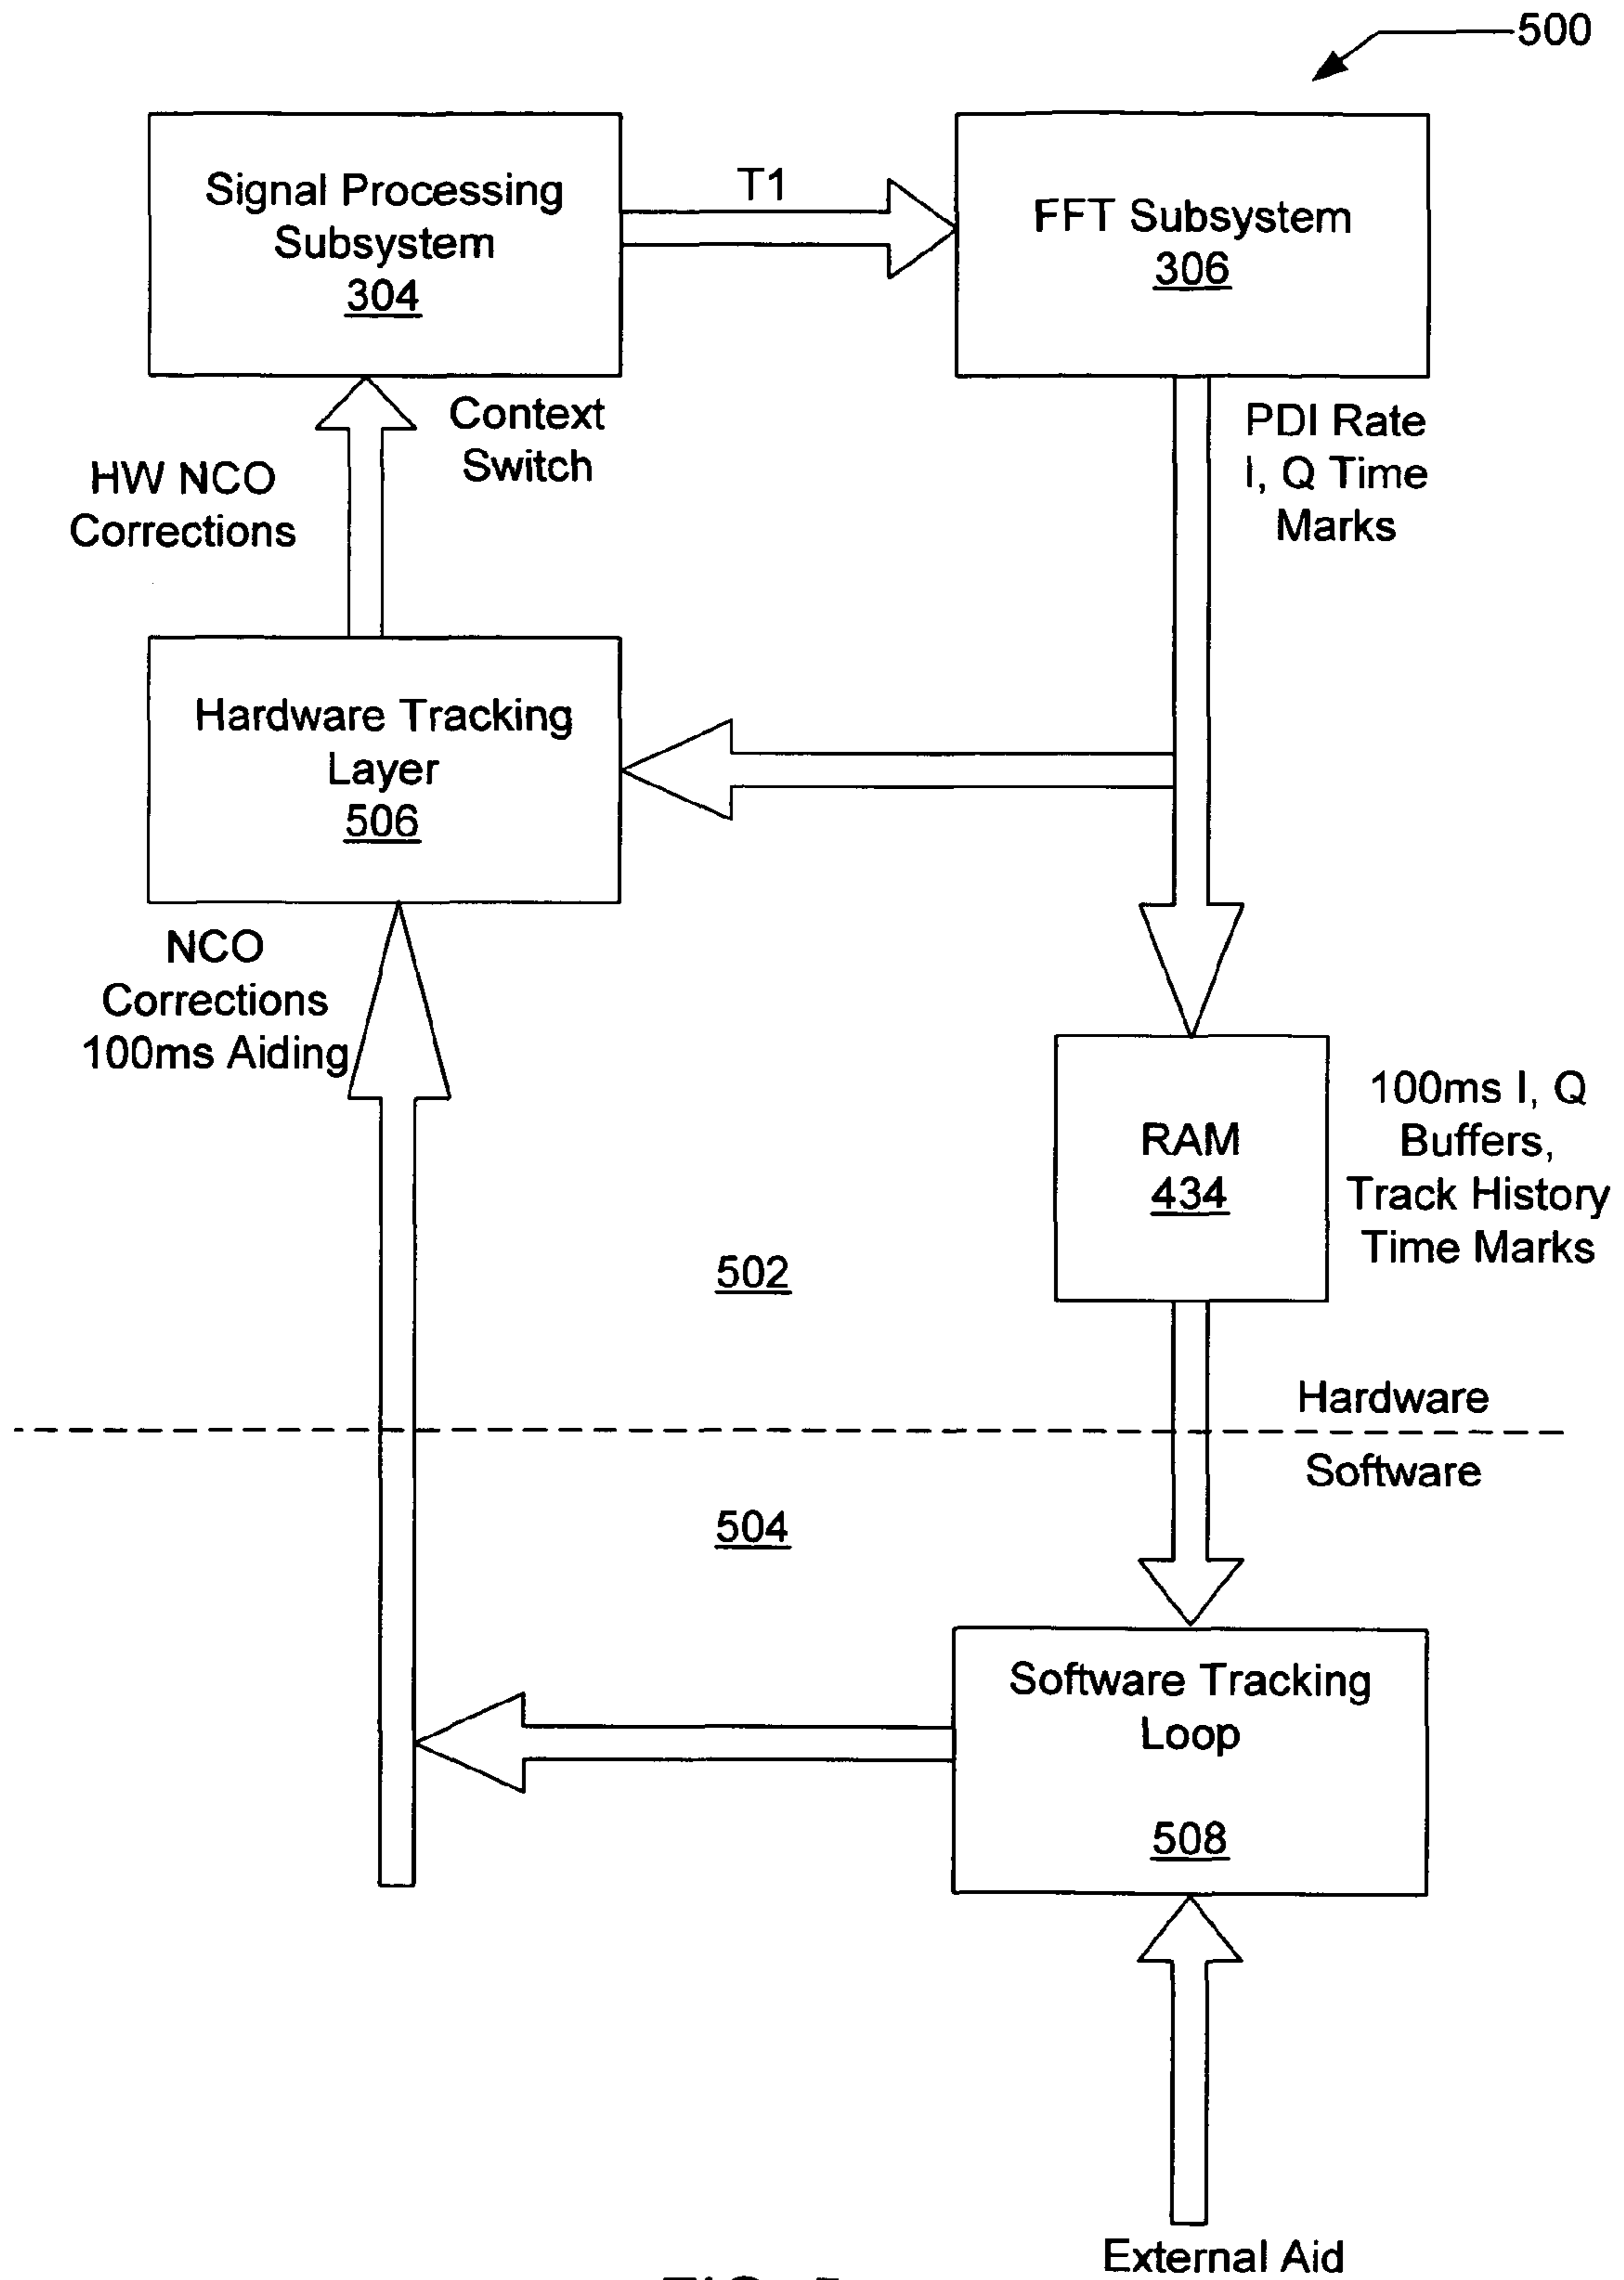 500
Signal Processing
Subsystem
304
T1
FFT Subsystem
306
HW NCO
Corrections
Context
Switch
PDI Rate
I, Q Time
Marks
Hardware Tracking
Layer
506
NCO
Corrections
100ms Aiding
RAM
434
100ms I, Q
Buffers,
Track History
Time Marks
502
Hardware
Software
504
Software Tracking
Loop
508
External Aid